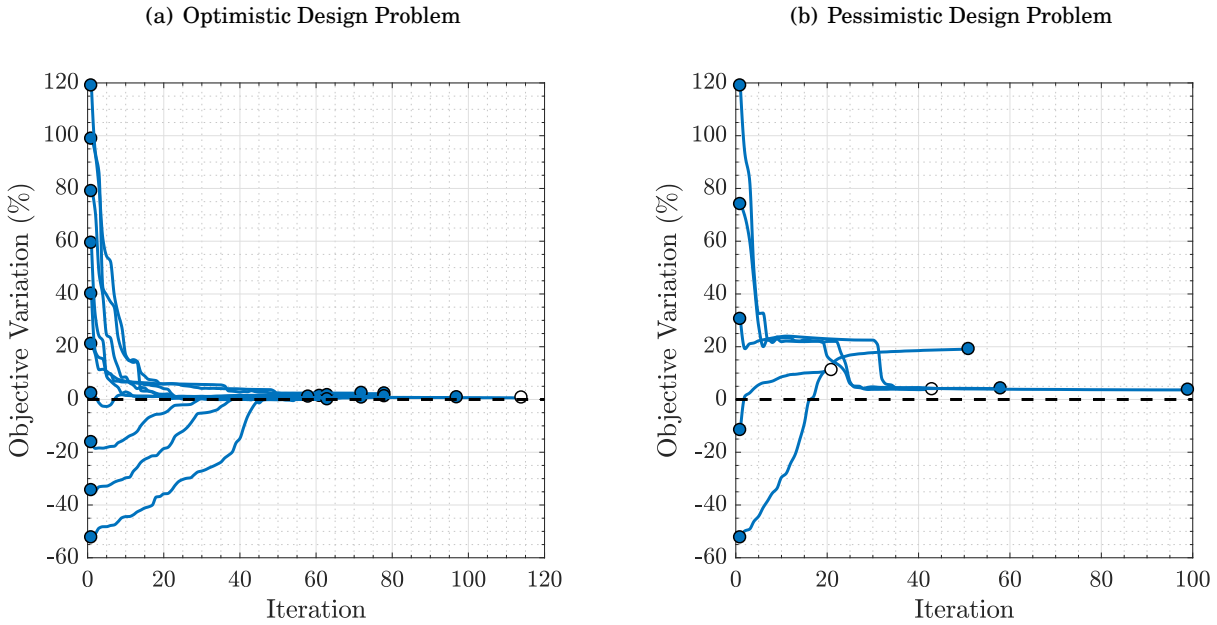 (a) Optimistic Design Problem
120
100
80
60
40
20
0
-20
-40
-60
Objective Variation (%)
0 20 40 60 80 100 120
Iteration
(b) Pessimistic Design Problem
120
100
80
60
40
20
0
-20
-40
-60
Objective Variation (%)
0 20 40 60 80 100
Iteration